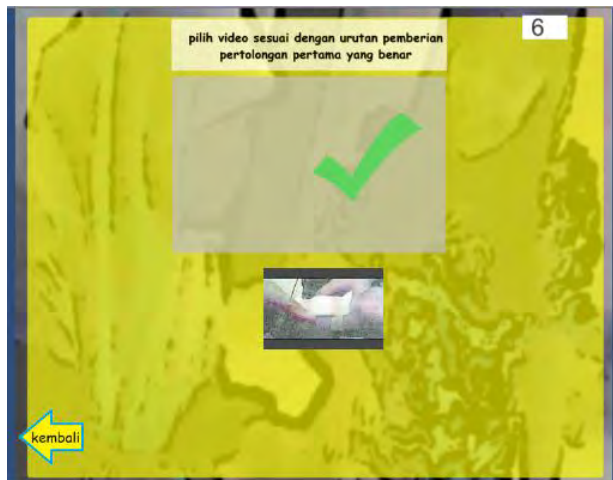 6
pilih video sesuai dengan urutan pemberian
pertolongan pertama yang benar
kembali